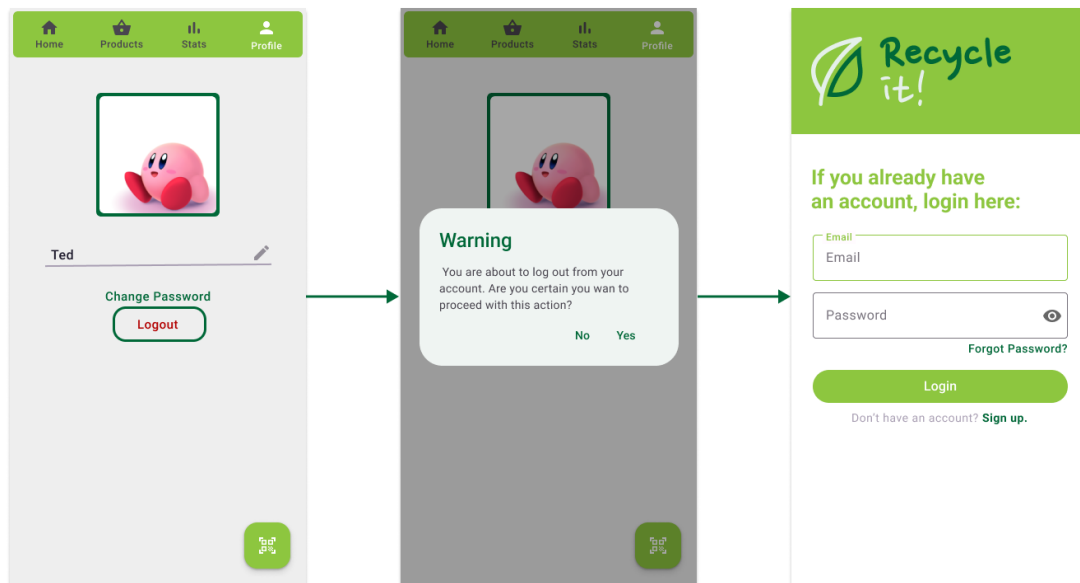 Home Products Stats Profile
Ted
Change Password
Logout
Home Products Stats Profile
Warning
You are about to log out from your
account. Are you certain you wan to
proceed with this action?
No Yes
Recycle
it!
If you already have
an account, login here:
Email
Email
Password
Forgot Password?
Login
Don't have an account? Sign up.